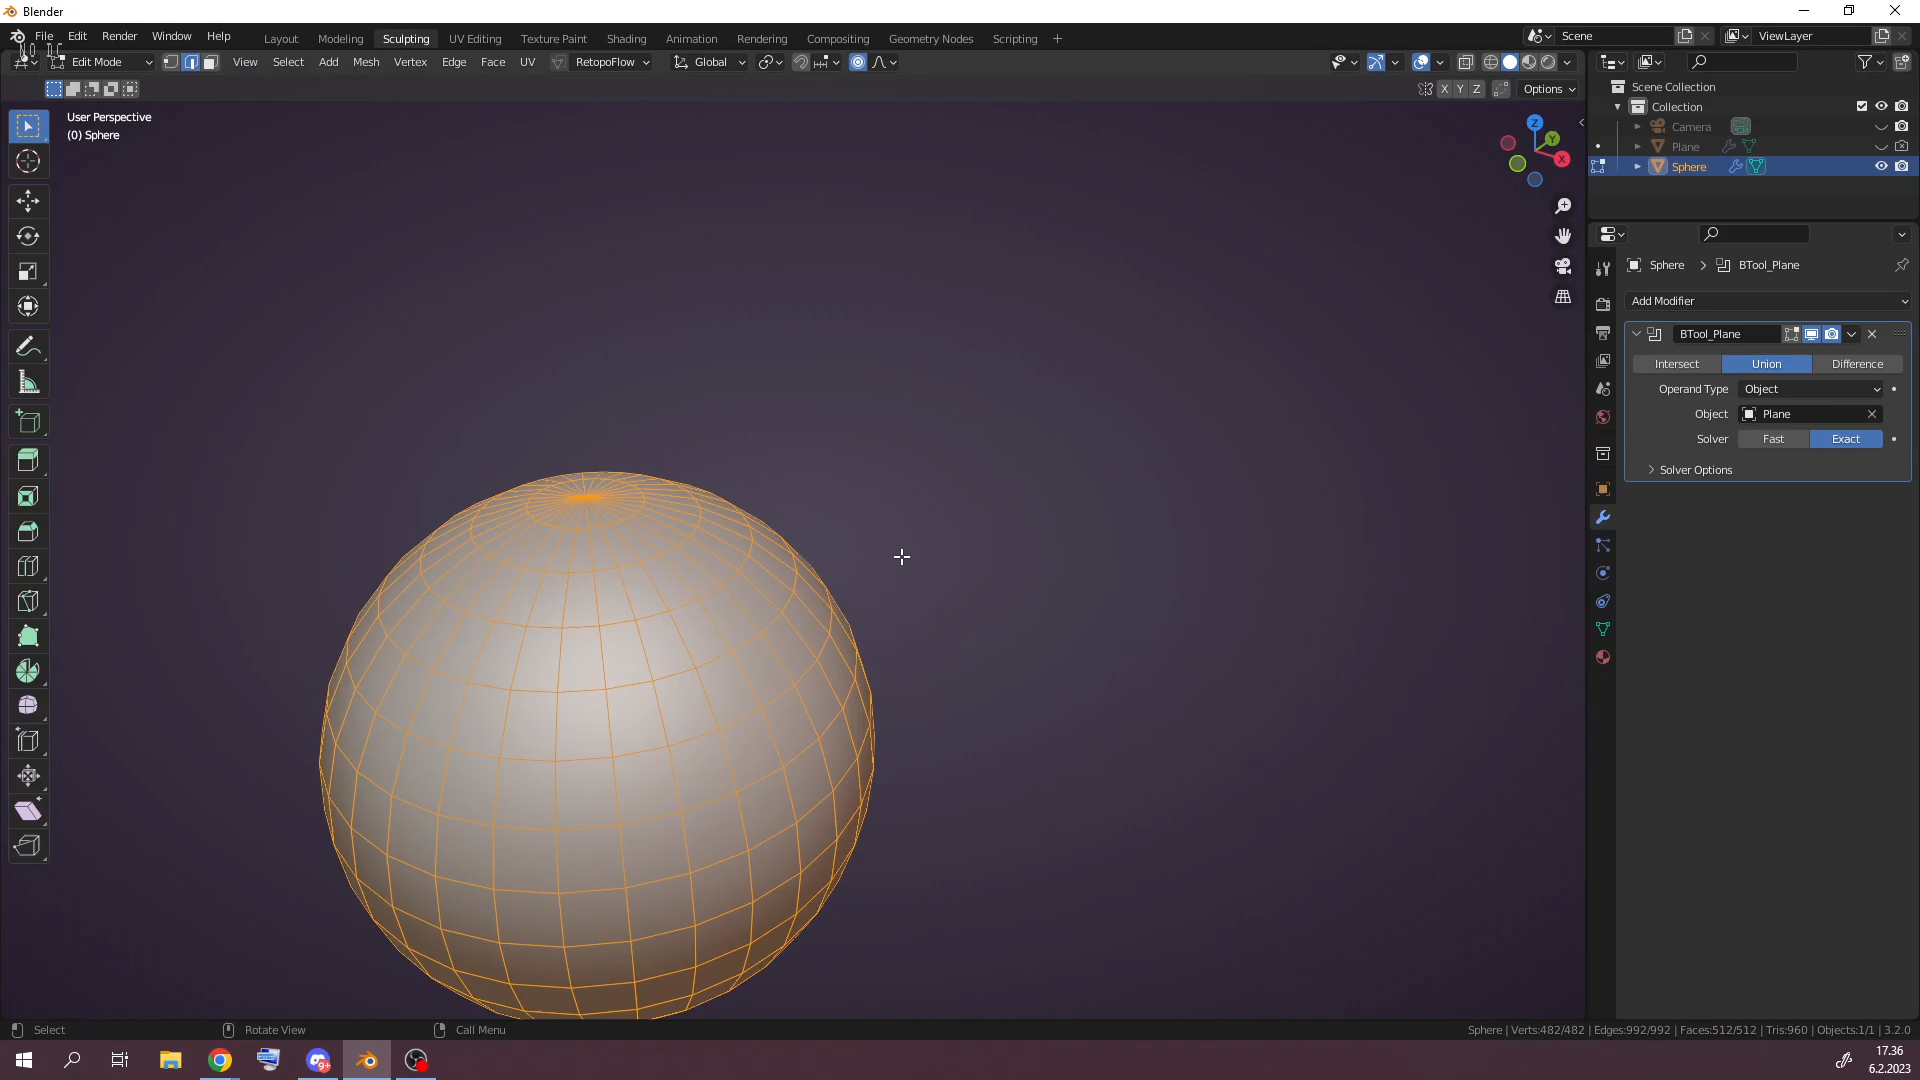 Blender
File Edit Render Window Help
Layout Modeling Sculpting UV Editing Texture Paint Shading Animation Rendering Compositing Geometry Nodes Scripting +
Scene ViewLayer
Edit Mode View Select Add Mesh Vertex Edge Face UV RetopoFlow Global
X Y Z Options
User Perspective
(0) Sphere
Z
Y
X
Scene Collection
Collection
Camera
Plane
Sphere
Sphere BTool_Plane
Add Modifier
BTool_Plane
Intersect Union Difference
Operand Type Object
Object Plane
Solver Fast Exact
Solver Options
Select Rotate View Call Menu
Sphere | Verts:482/482 | Edges:992/992 | Faces:512/512 | Tris:960 | Objects:1/1 | 3.2.0
9+
17.36
6.2.2023